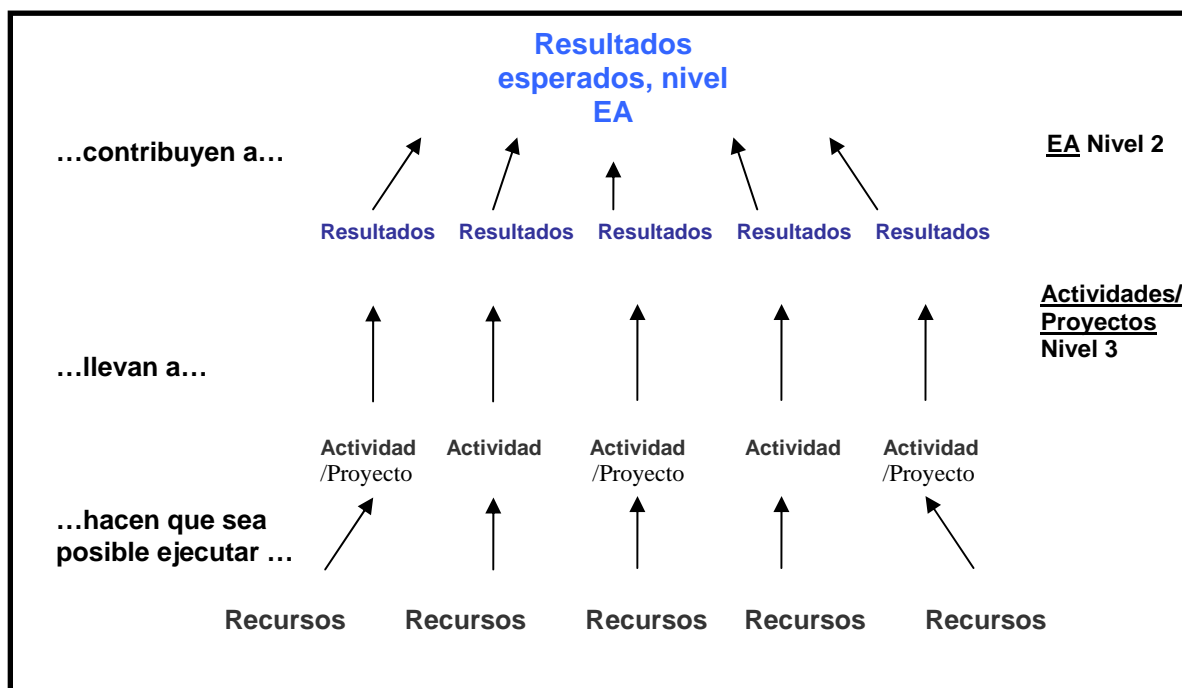 Resultados
esperados, nivel
EA
…contribuyen a…
EA Nivel 2
Resultados Resultados Resultados Resultados Resultados
Actividades/
Proyectos
Nivel 3
…llevan a…
Actividad Actividad Actividad Actividad Actividad
/Proyecto /Proyecto /Proyecto
…hacen que sea
posible ejecutar …
Recursos Recursos Recursos Recursos Recursos